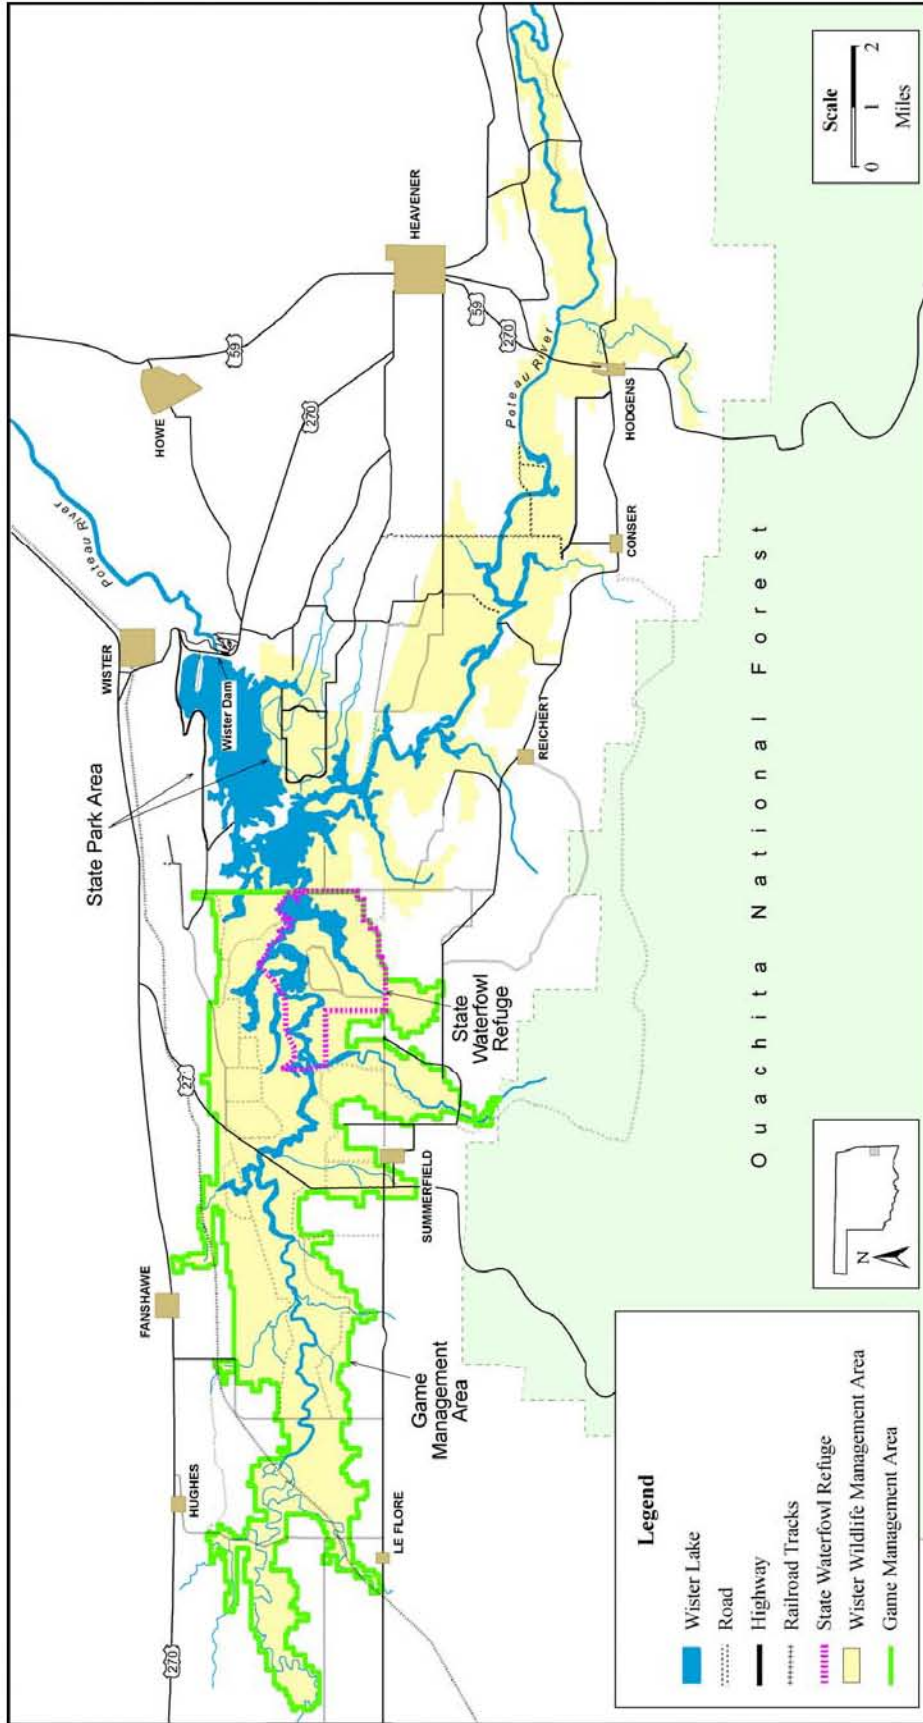 HUGHES
FANSHAWE
WISTER
HOWE
HEAVENER
LE FLORE
SUMMERFIELD
REICHERT
CONSER
HODGENS
270
27
270
59
59
270
Poteau River
Poteau River
Wister Dam
State Park Area
State
Waterfowl
Refuge
Game
Management
Area
Ouachita National Forest
Legend
Wister Lake
Road
Highway
Railroad Tracks
State Waterfowl Refuge
Wister Wildlife Management Area
Game Management Area
N
Scale
0 1 2
Miles